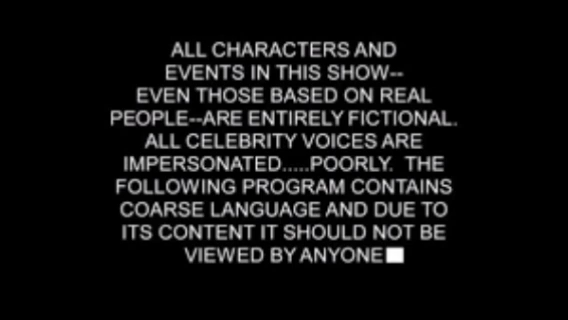 ALL CHARACTERS AND
EVENTS IN THIS SHOW--
EVEN THOSE BASED ON REAL
PEOPLE--ARE ENTIRELY FICTIONAL.
ALL CELEBRITY VOICES ARE
IMPERSONATED.....POORLY. THE
FOLLOWING PROGRAM CONTAINS
COARSE LANGUAGE AND DUE TO
ITS CONTENT IT SHOULD NOT BE
VIEWED BY ANYONE